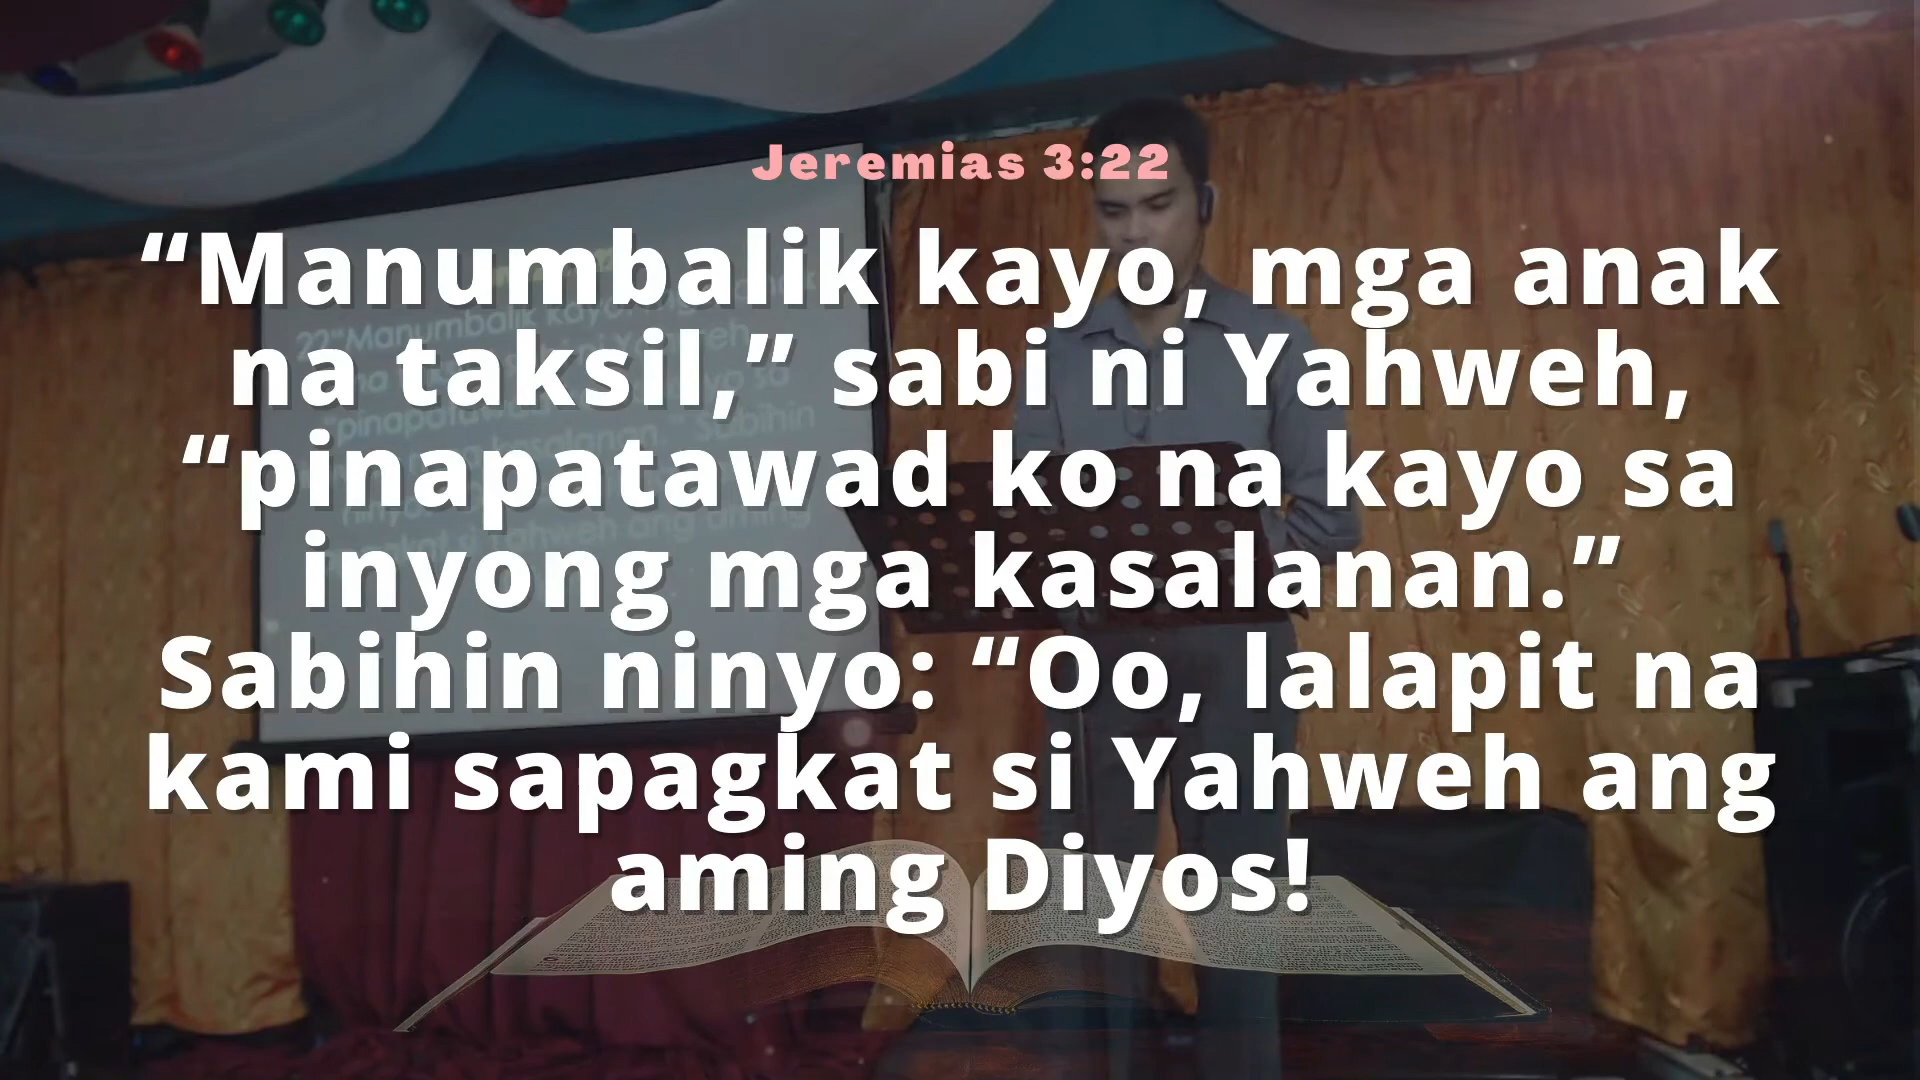 Jeremias 3:22
“Manumbalik kayo, mga anak
na taksil,” sabi ni Yahweh,
“pinapatawad ko na kayo sa
inyong mga kasalanan.”
Sabihin ninyo: “Oo, lalapit na
kami sapagkat si Yahweh ang
aming Diyos!